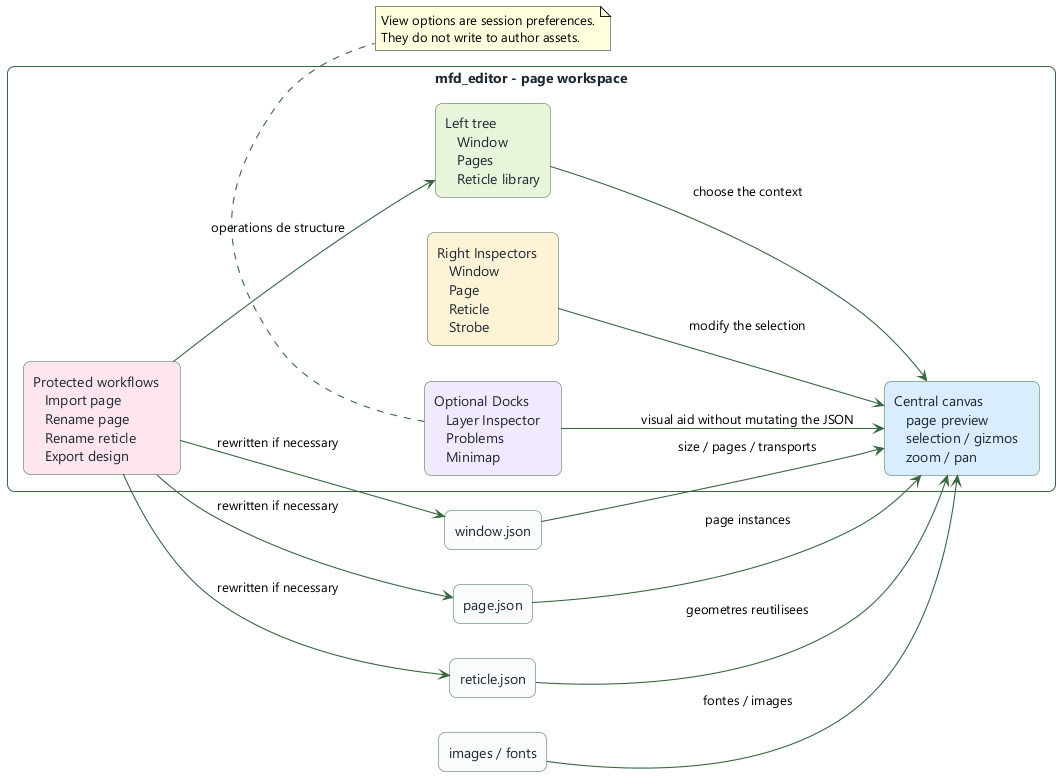 View options are session preferences.
They do not write to author assets.
mfd_editor - page workspace
Left tree
Window
Pages
Reticle library
choose the context
operations de structure
Right Inspectors
Window
Page
Reticle
Strobe
modify the selection
Protected workflows
Import page
Rename page
Rename reticle
Export design
Optional Docks
Layer Inspector
Problems
Minimap
visual aid without mutating the JSON
Central canvas
page preview
selection / gizmos
zoom / pan
rewritten if necessary
size / pages / transports
rewritten if necessary
window.json
page instances
rewritten if necessary
page.json
geometres reutilisees
reticle.json
fontes / images
images / fonts